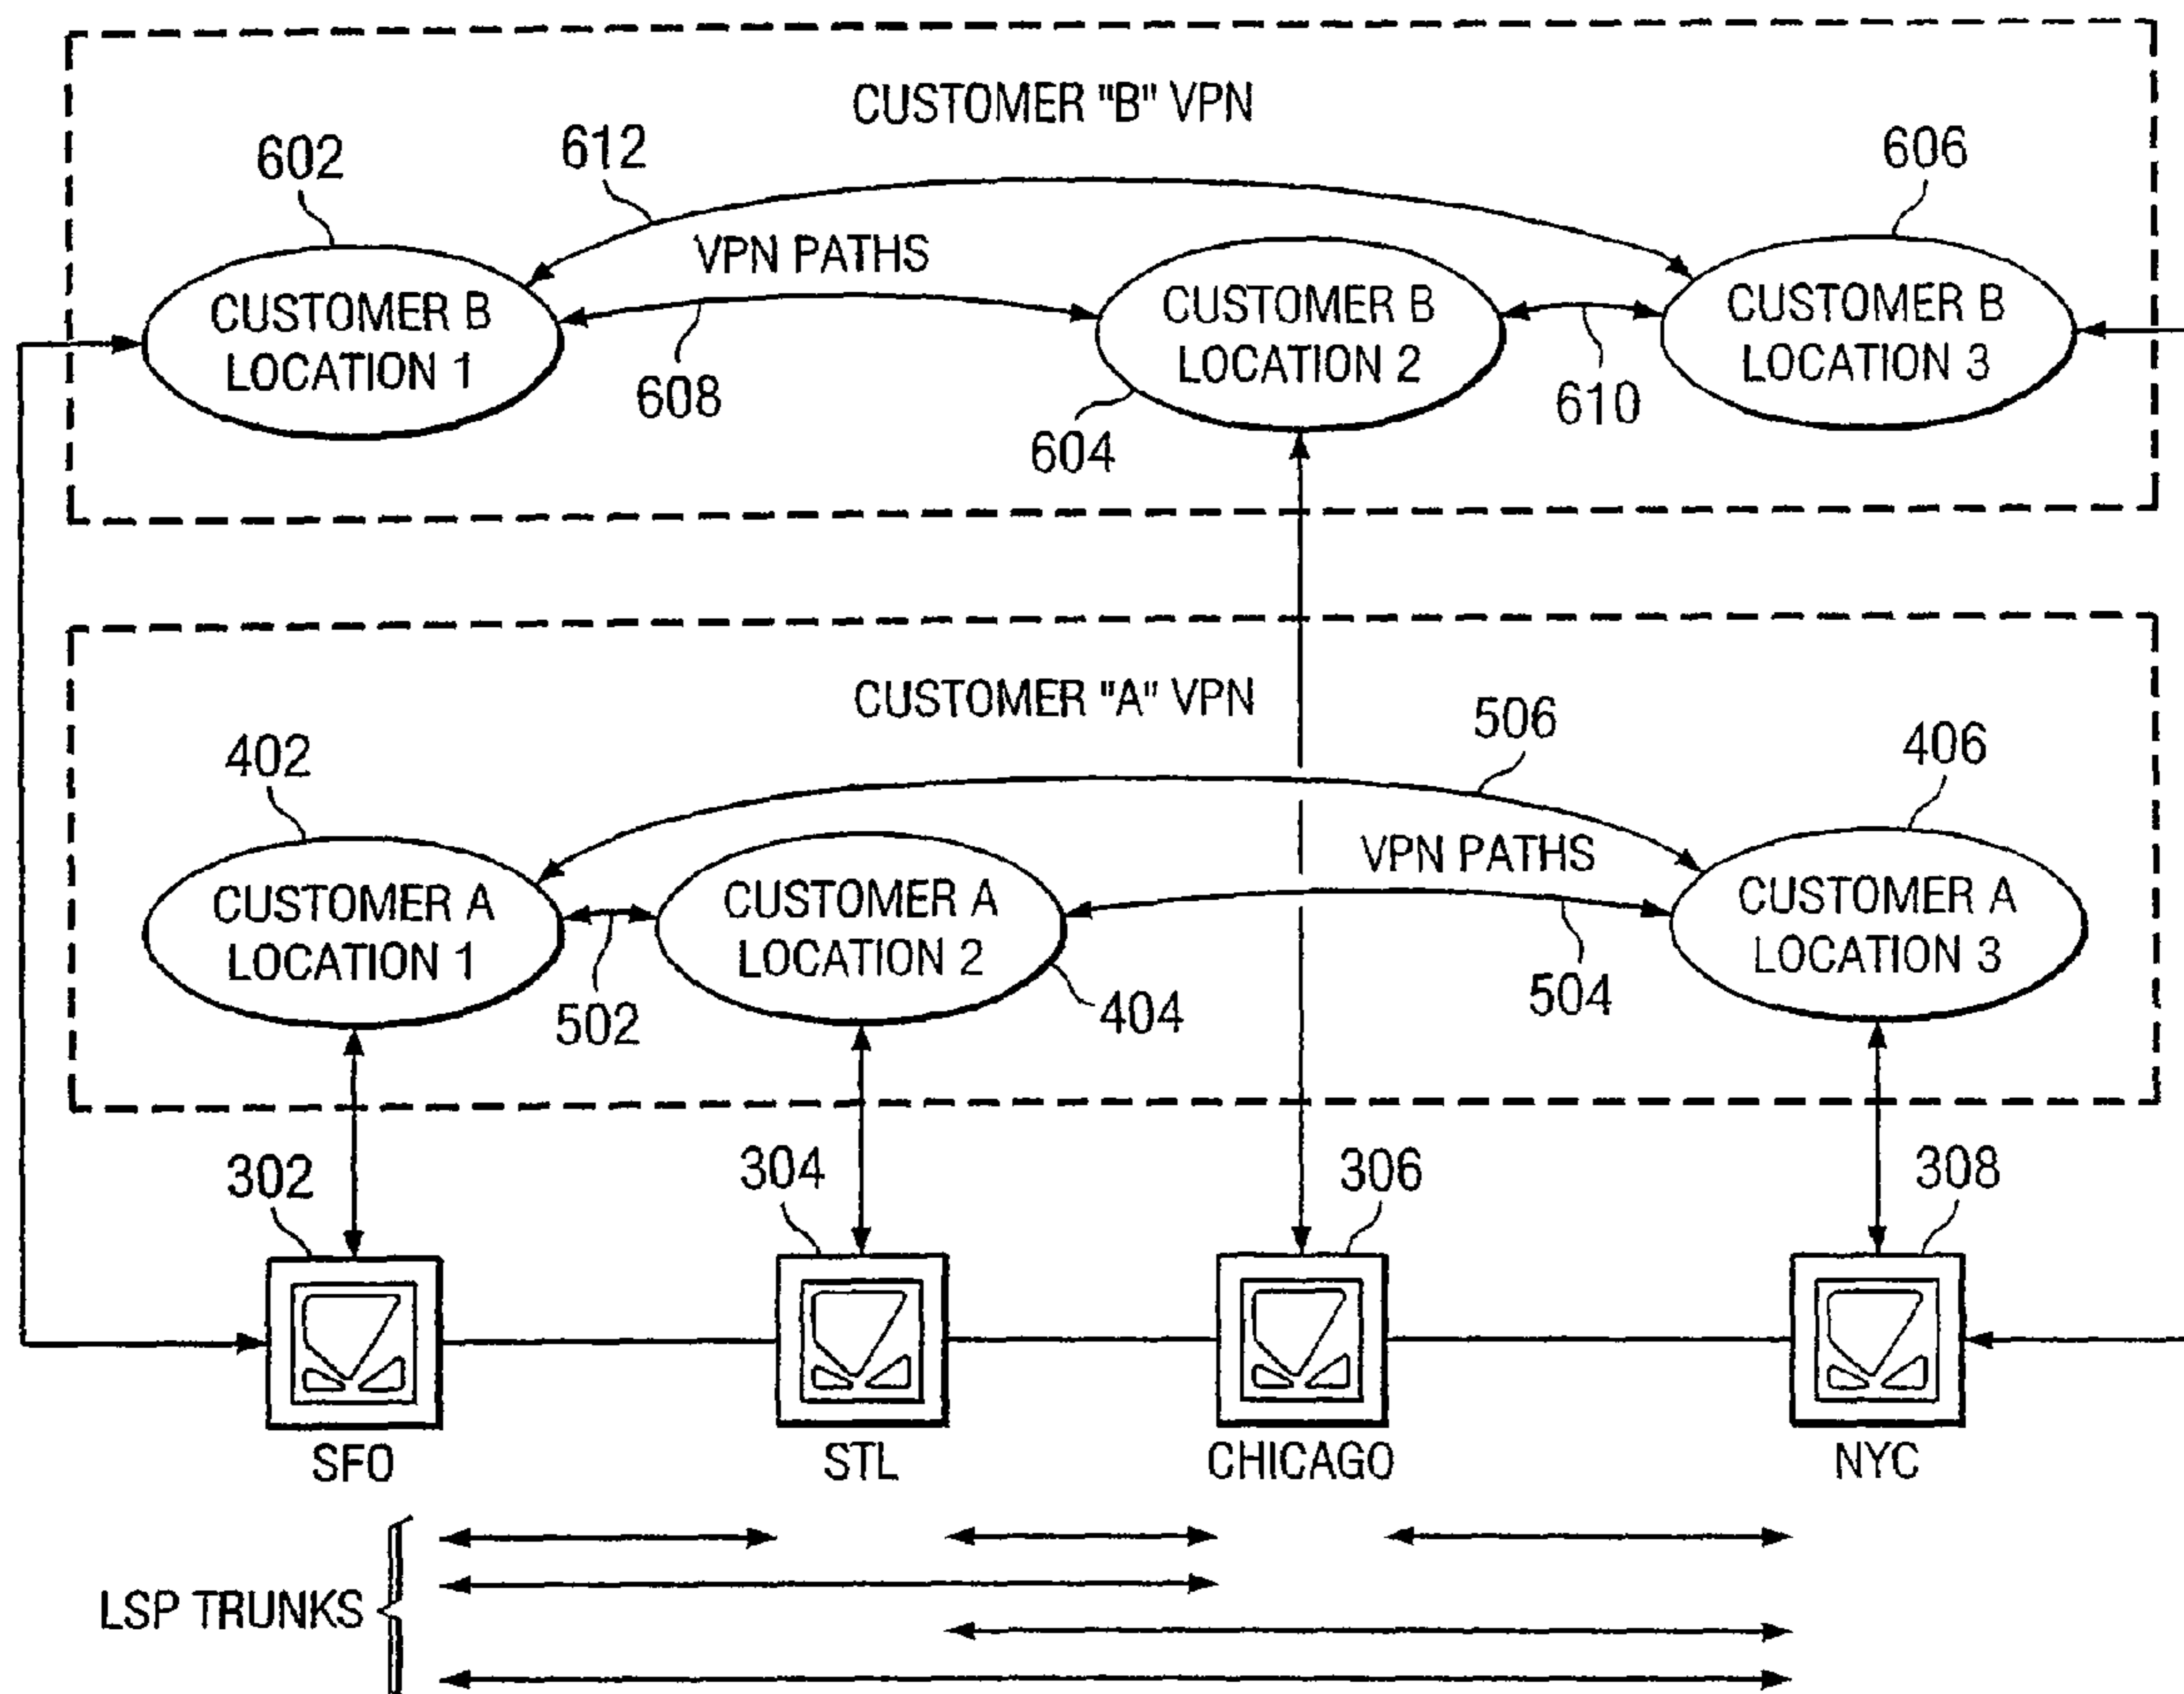 CUSTOMER "B" VPN
602
612
606
VPN PATHS
CUSTOMER B
LOCATION 1
CUSTOMER B
LOCATION 2
CUSTOMER B
LOCATION 3
608
604
610
CUSTOMER "A" VPN
506
402
406
VPN PATHS
CUSTOMER A
LOCATION 1
CUSTOMER A
LOCATION 2
CUSTOMER A
LOCATION 3
502
404
504
302
304
306
308
SFO
STL
CHICAGO
NYC
LSP TRUNKS